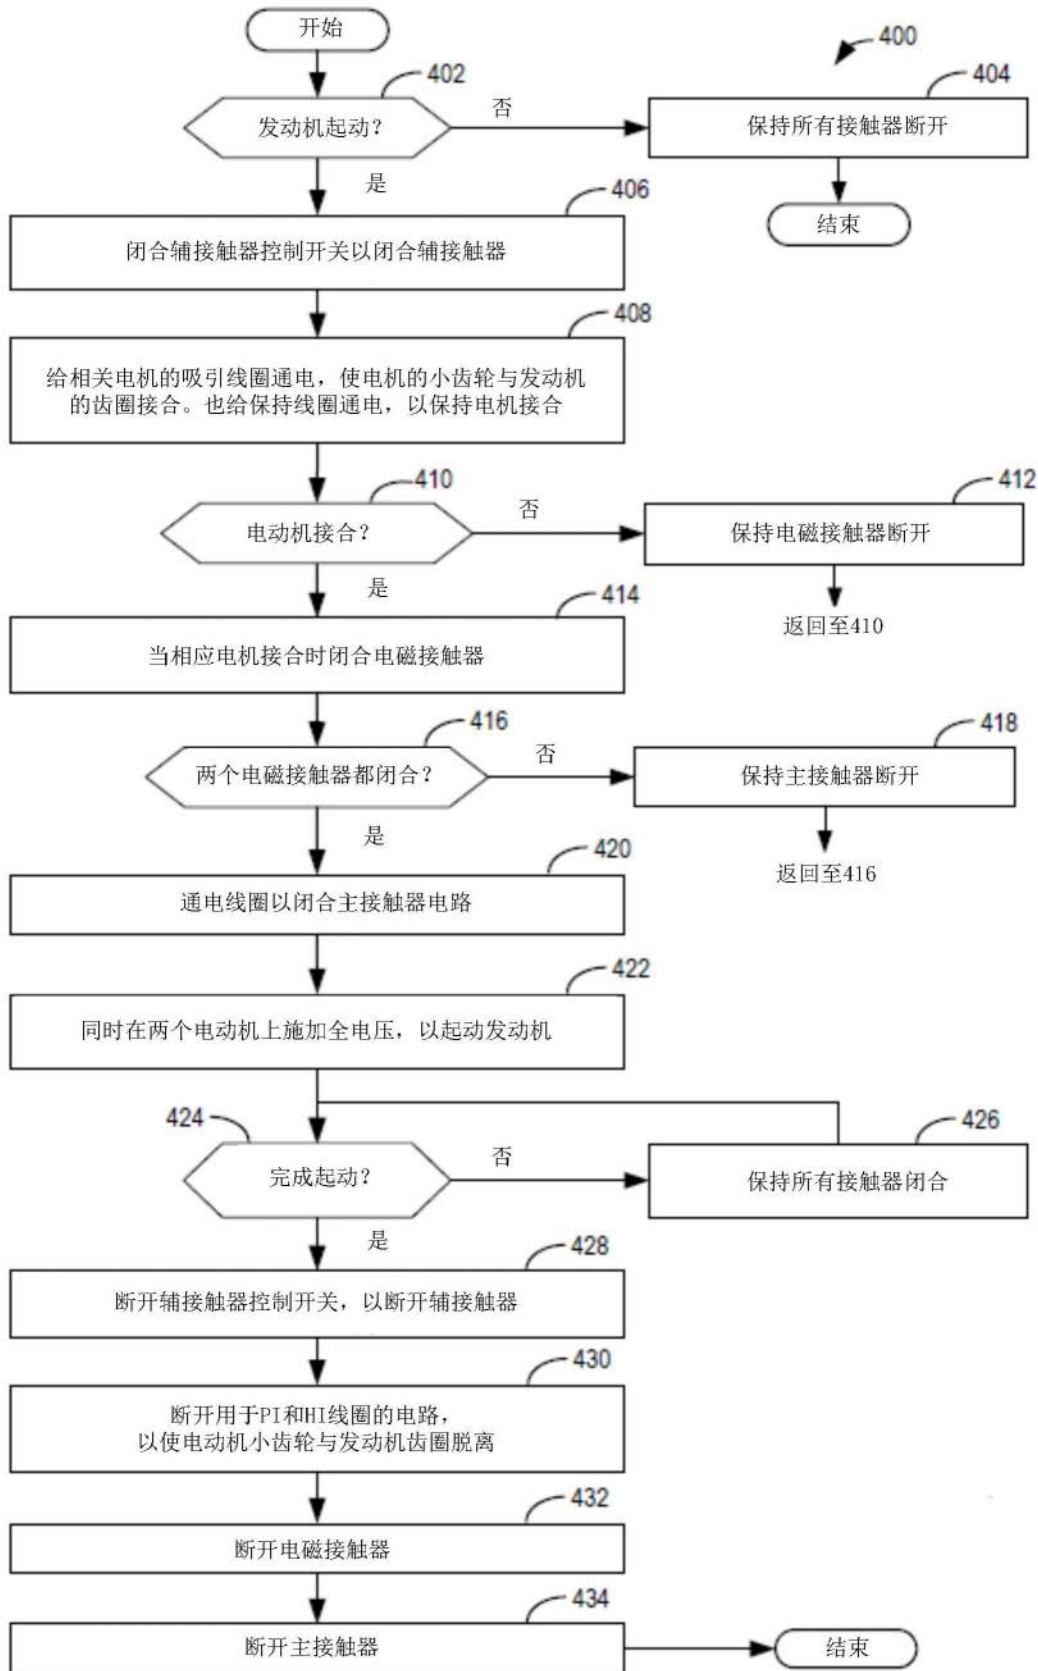 开始
400
402
404
发动机起动？
否
保持所有接触器断开
是
结束
406
闭合辅接触器控制开关以闭合辅接触器
408
给相关电机的吸引线圈通电，使电机的小齿轮与发动机
的齿圈接合。也给保持线圈通电，以保持电机接合
410
412
电动机接合？
否
保持电磁接触器断开
是
返回至410
414
当相应电机接合时闭合电磁接触器
416
418
两个电磁接触器都闭合？
否
保持主接触器断开
是
返回至416
420
通电线圈以闭合主接触器电路
422
同时在两个电动机上施加全电压，以起动发动机
424
426
完成起动？
否
保持所有接触器闭合
是
428
断开辅接触器控制开关，以断开辅接触器
430
断开用于PI和HI线圈的电路，
以使电动机小齿轮与发动机齿圈脱离
432
断开电磁接触器
434
断开主接触器
结束